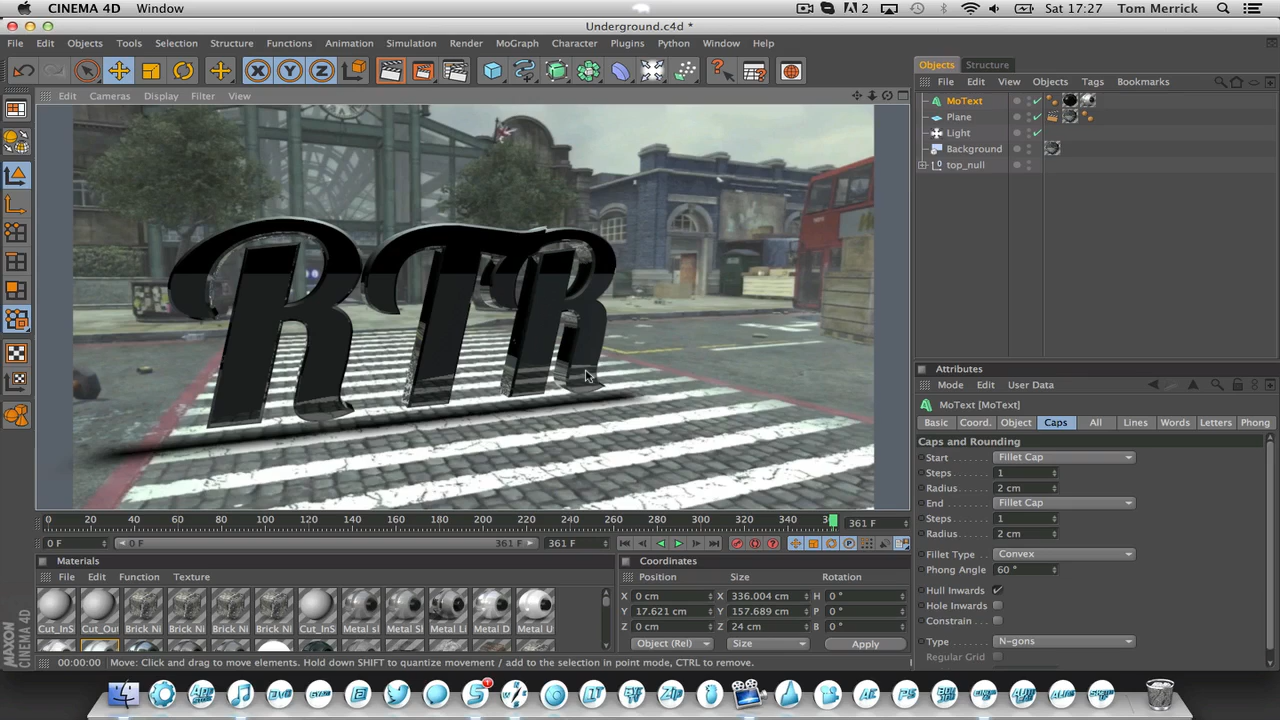 CINEMA 4D Window 2 Sat 17:27 Tom Merrick
Underground.c4d *
File Edit Objects Tools Selection Structure Functions Animation Simulation Render MoGraph Character Plugins Python Window Help
X Y Z
Edit Cameras Display Filter View
Objects Structure
File Edit View Objects Tags Bookmarks
MoText
Plane
Light
Background
top_null
RTR
Attributes
Mode Edit User Data
MoText [MoText]
Basic Coord. Object Caps All Lines Words Letters Phong
Caps and Rounding
Start Fillet Cap
Steps 1
Radius 2 cm
End Fillet Cap
Steps 1
Radius 2 cm
Fillet Type Convex
Phong Angle 60 °
Hull Inwards
Hole Inwards
Constrain
Type N-gons
Regular Grid
0 20 40 60 80 100 120 140 160 180 200 220 240 260 280 300 320 340 361 F
0 F 0 F 361 F 361 F
Materials
File Edit Function Texture
Cut_InS Cut_Out Brick Ni Brick Ni Brick Ni Brick Ni Cut_InS Metal sl Metal Sl Metal Li Metal D Metal U
Coordinates
Position Size Rotation
X 0 cm X 336.004 cm H 0 °
Y 17.621 cm Y 157.689 cm P 0 °
Z 0 cm Z 24 cm B 0 °
Object (Rel) Size Apply
MAXON
CINEMA 4D
00:00:00 Move: Click and drag to move elements. Hold down SHIFT to quantize movement / add to the selection in point mode, CTRL to remove.